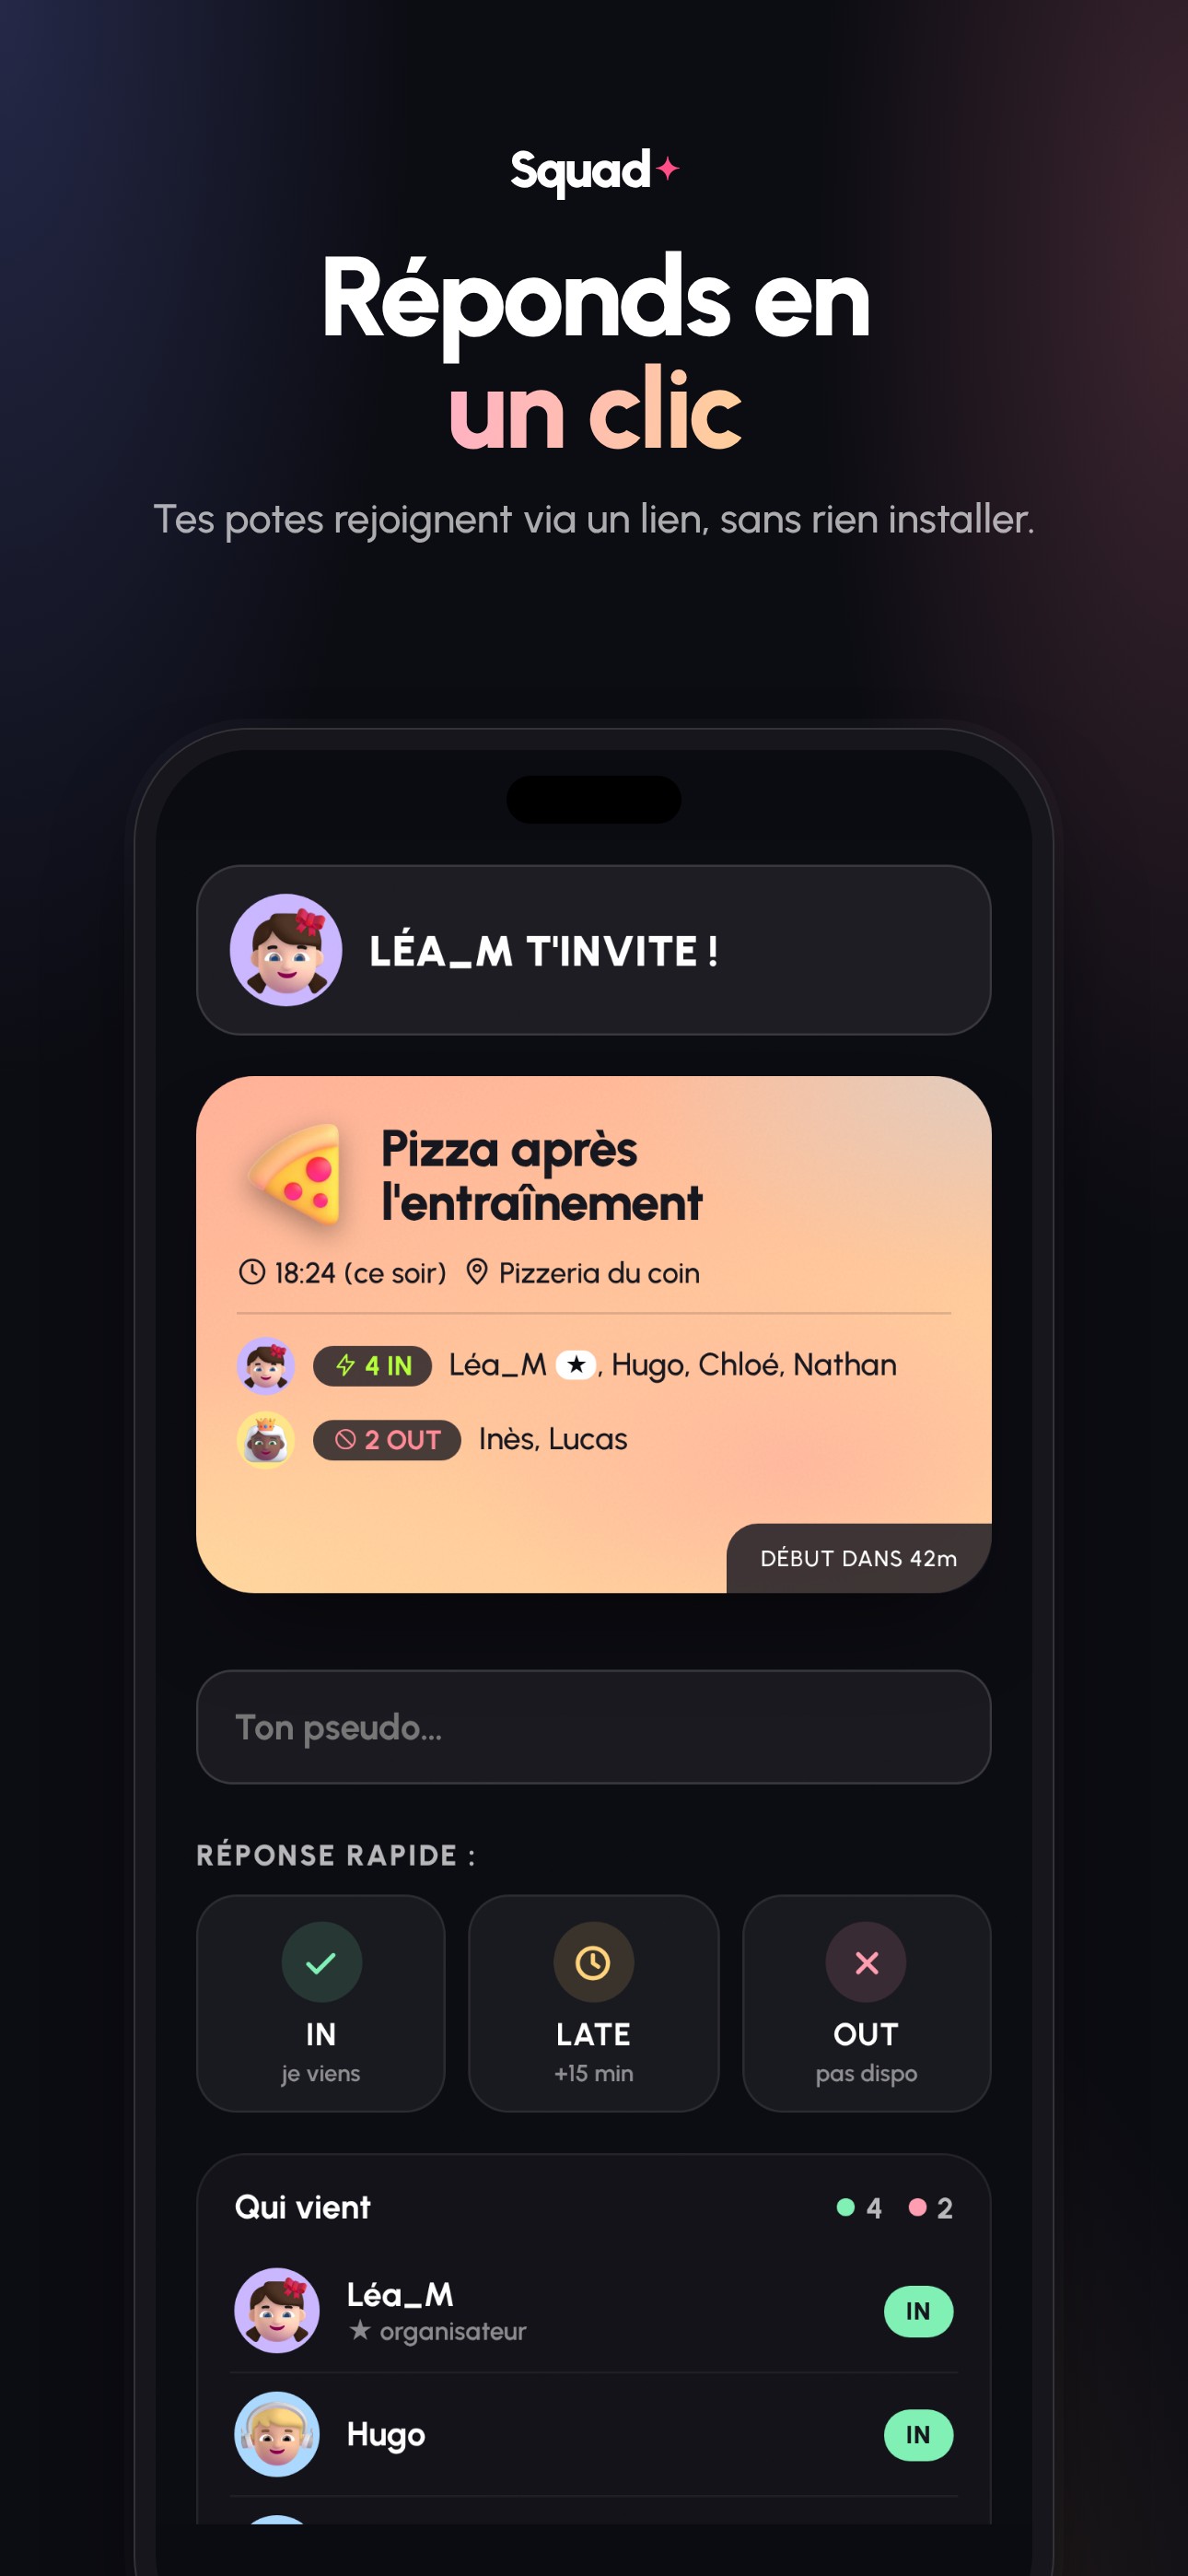 Squad
Réponds en
un clic
Tes potes rejoignent via un lien, sans rien installer.
LÉA_M T'INVITE !
Pizza après
l'entraînement
18:24 (ce soir) Pizzeria du coin
4 IN Léa_M ★, Hugo, Chloé, Nathan
2 OUT Inès, Lucas
DÉBUT DANS 42m
Ton pseudo...
RÉPONSE RAPIDE :
IN LATE OUT
je viens +15 min pas dispo
Qui vient 4 2
Léa_M IN
★ organisateur
Hugo IN